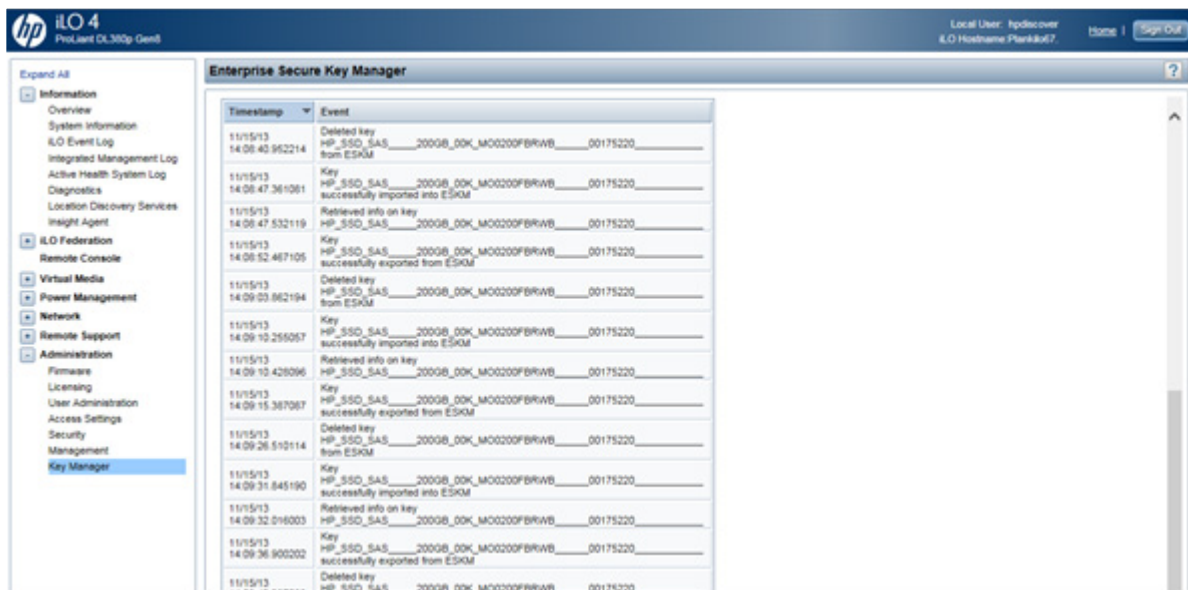 hp
iLO 4
ProLiant DL380p Gen8
Local User: hpdiscover
iLO Hostname:Plankilo67.
Home |
Sign Out
Expand All
Information
Overview
System Information
iLO Event Log
Integrated Management Log
Active Health System Log
Diagnostics
Location Discovery Services
Insight Agent
iLO Federation
Remote Console
Virtual Media
Power Management
Network
Remote Support
Administration
Firmware
Licensing
User Administration
Access Settings
Security
Management
Key Manager
Enterprise Secure Key Manager
?
Timestamp Event
11/15/13
14:08:40.952214
Deleted key
HP_SSD_SAS_____200GB_00K_MO0200FBRWB______00175220____________
from ESKM
11/15/13
14:08:47.361081
Key
HP_SSD_SAS_____200GB_00K_MO0200FBRWB______00175220____________
successfully imported into ESKM
11/15/13
14:08:47.532119
Retrieved info on key
HP_SSD_SAS_____200GB_00K_MO0200FBRWB______00175220____________
11/15/13
14:08:52.467105
Key
HP_SSD_SAS_____200GB_00K_MO0200FBRWB______00175220____________
successfully exported from ESKM
11/15/13
14:09:03.862194
Deleted key
HP_SSD_SAS_____200GB_00K_MO0200FBRWB______00175220____________
from ESKM
11/15/13
14:09:10.255057
Key
HP_SSD_SAS_____200GB_00K_MO0200FBRWB______00175220____________
successfully imported into ESKM
11/15/13
14:09:10.426096
Retrieved info on key
HP_SSD_SAS_____200GB_00K_MO0200FBRWB______00175220____________
11/15/13
14:09:15.367087
Key
HP_SSD_SAS_____200GB_00K_MO0200FBRWB______00175220____________
successfully exported from ESKM
11/15/13
14:09:26.510114
Deleted key
HP_SSD_SAS_____200GB_00K_MO0200FBRWB______00175220____________
from ESKM
11/15/13
14:09:31.845190
Key
HP_SSD_SAS_____200GB_00K_MO0200FBRWB______00175220____________
successfully imported into ESKM
11/15/13
14:09:32.016003
Retrieved info on key
HP_SSD_SAS_____200GB_00K_MO0200FBRWB______00175220____________
11/15/13
14:09:36.900202
Key
HP_SSD_SAS_____200GB_00K_MO0200FBRWB______00175220____________
successfully exported from ESKM
11/15/13
Deleted key
HP_SSD_SAS_____200GB_00K_MO0200FBRWB______00175220____________